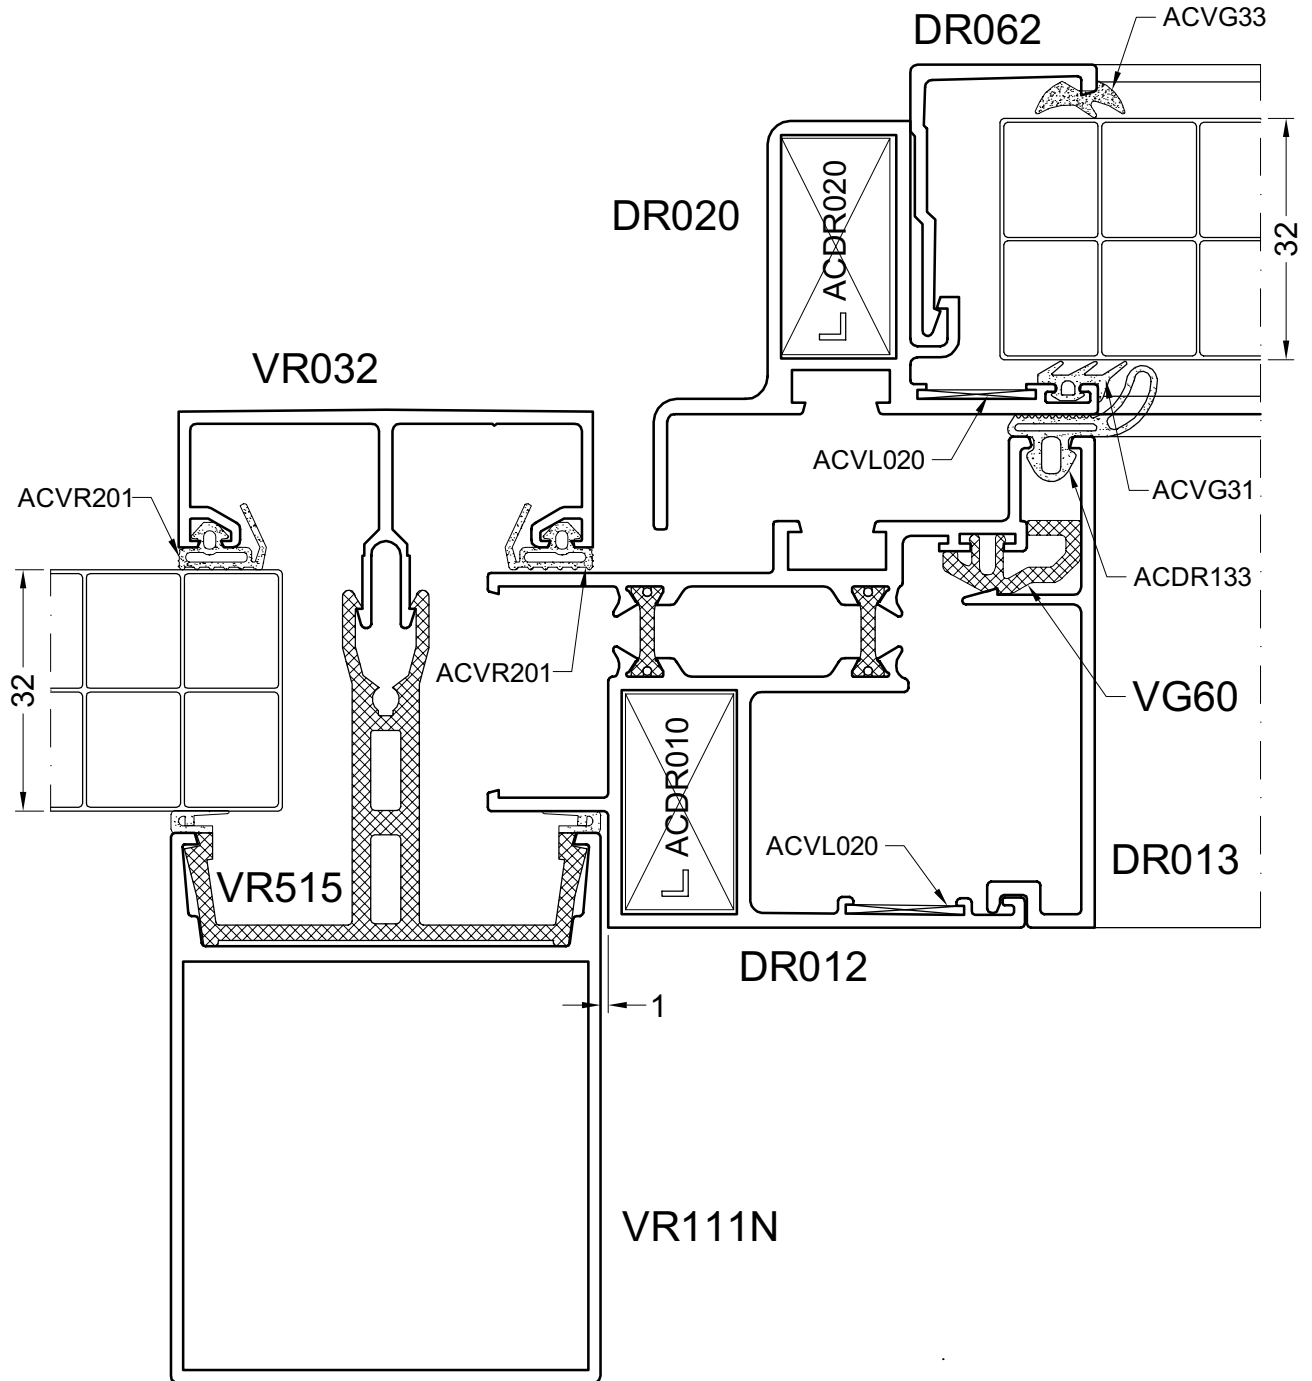 ACVG33
DR062
ACDR020
DR020
32
VR032
ACVL020
ACVR201
ACVG31
ACDR133
ACVR201
32
VG60
ACDR010
ACVL020
DR013
VR515
DR012
1
VR111N